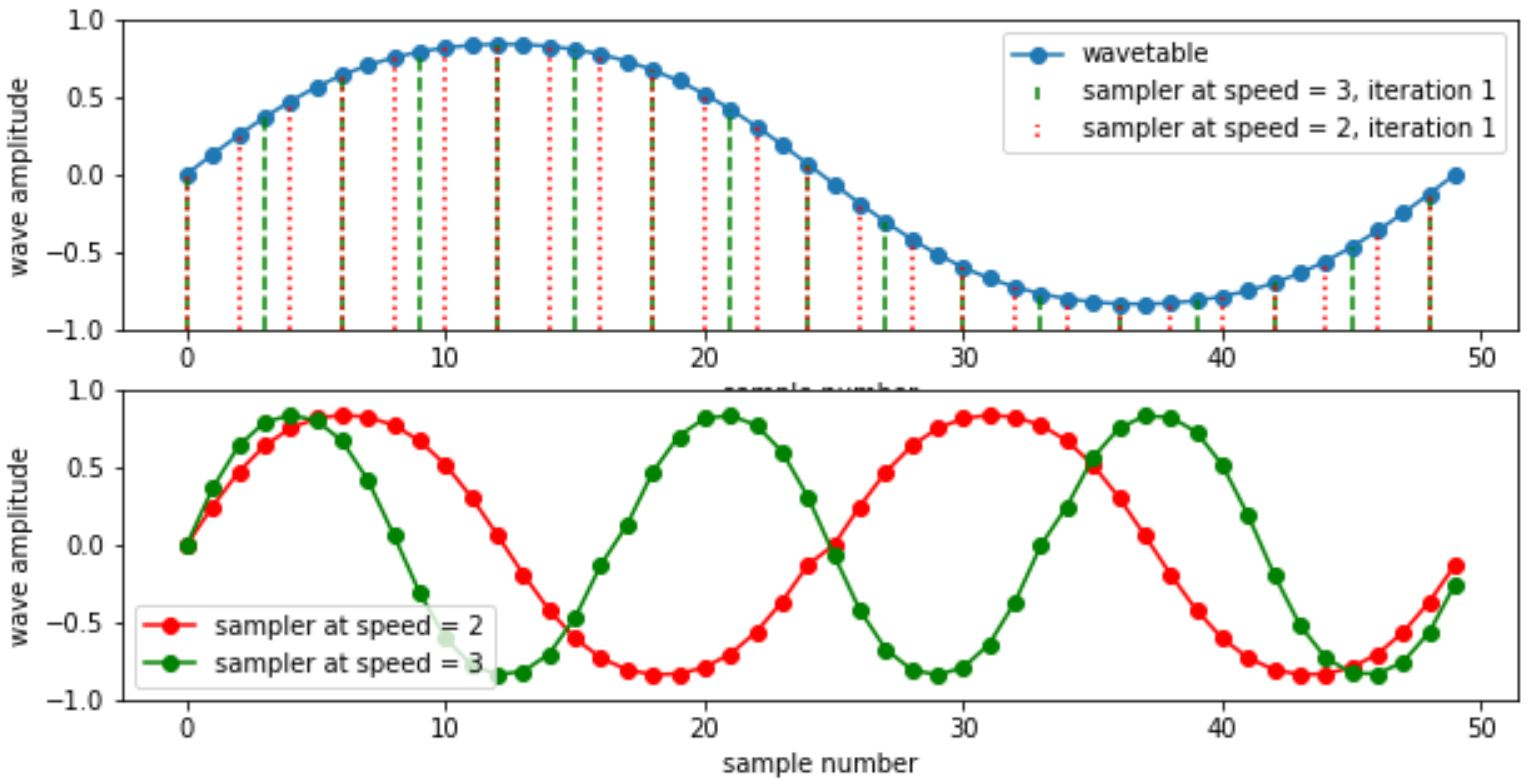 1.0
0.5
0.0
−0.5
−1.0
wave amplitude
wavetable
sampler at speed = 3, iteration 1
sampler at speed = 2, iteration 1
0 10 20 30 40 50
sample number
1.0
0.5
0.0
−0.5
−1.0
wave amplitude
sampler at speed = 2
sampler at speed = 3
0 10 20 30 40 50
sample number